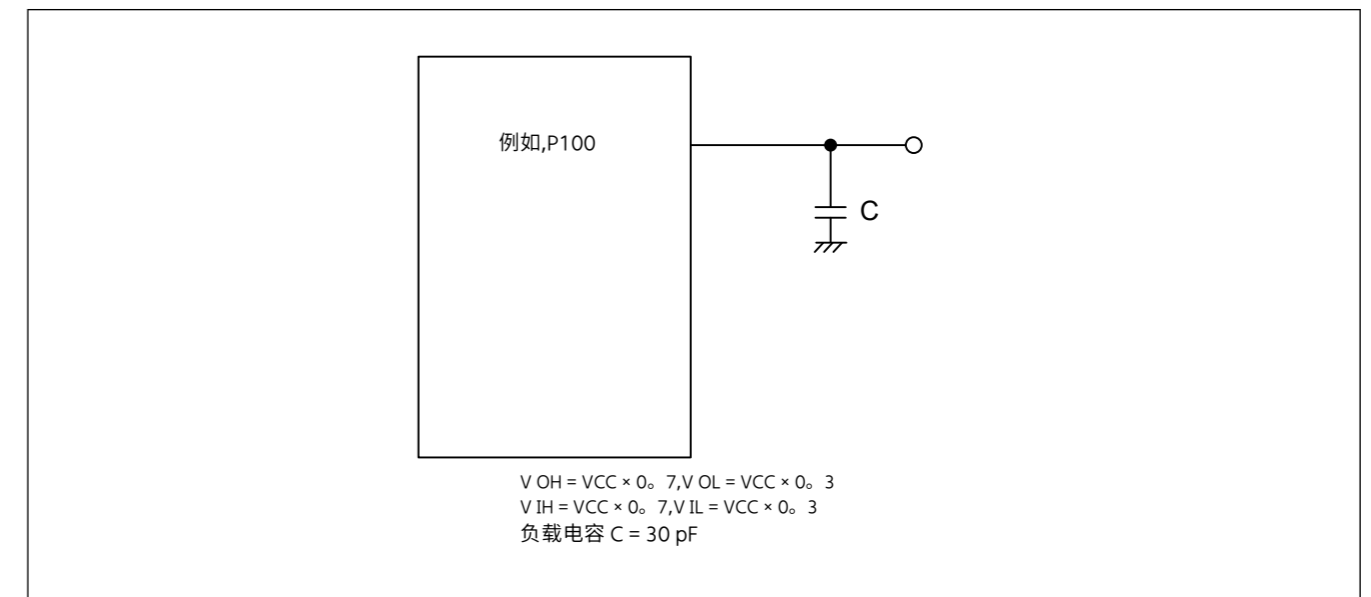 例如,P100
C
V OH = VCC × 0。7,V OL = VCC × 0。3
V IH = VCC × 0。7,V IL = VCC × 0。3
负载电容 C = 30 pF